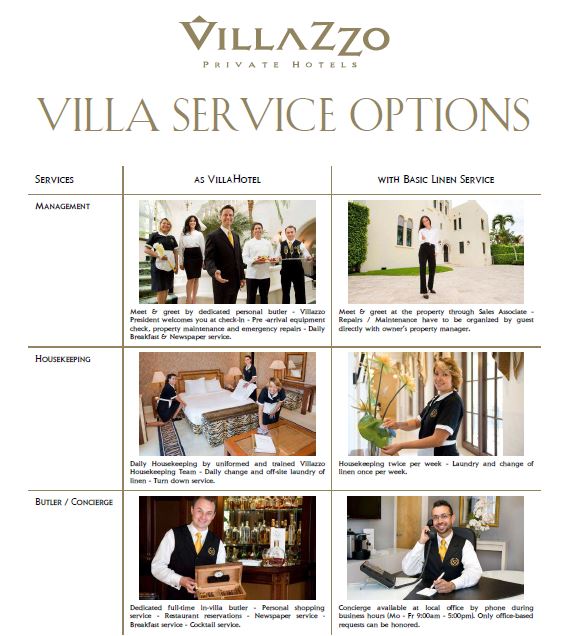 VILLAZZO
PRIVATE HOTELS
VILLA SERVICE OPTIONS
SERVICES
AS VILLAHOTEL
WITH BASIC LINEN SERVICE
MANAGEMENT
Meet & greet by dedicated personal butler - Villazzo
President welcomes you at check-in - Pre -arrival equipment
check, property maintenance and emergency repairs - Daily
Breakfast & Newspaper service.
Meet & greet at the property through Sales Associate -
Repairs / Maintenance have to be organized by guest
directly with owner's property manager.
HOUSEKEEPING
Daily Housekeeping by uniformed and trained Villazzo
Housekeeping Team - Daily change and off-site laundry of
linen - Turn down service.
Housekeeping twice per week - Laundry and change of
linen once per week.
BUTLER / CONCIERGE
Dedicated full-time in-villa butler - Personal shopping
service - Restaurant reservations - Newspaper service -
Breakfast service - Cocktail service.
Concierge available at local office by phone during
business hours (Mo - Fr 9:00am - 5:00pm). Only office-based
requests can be honored.